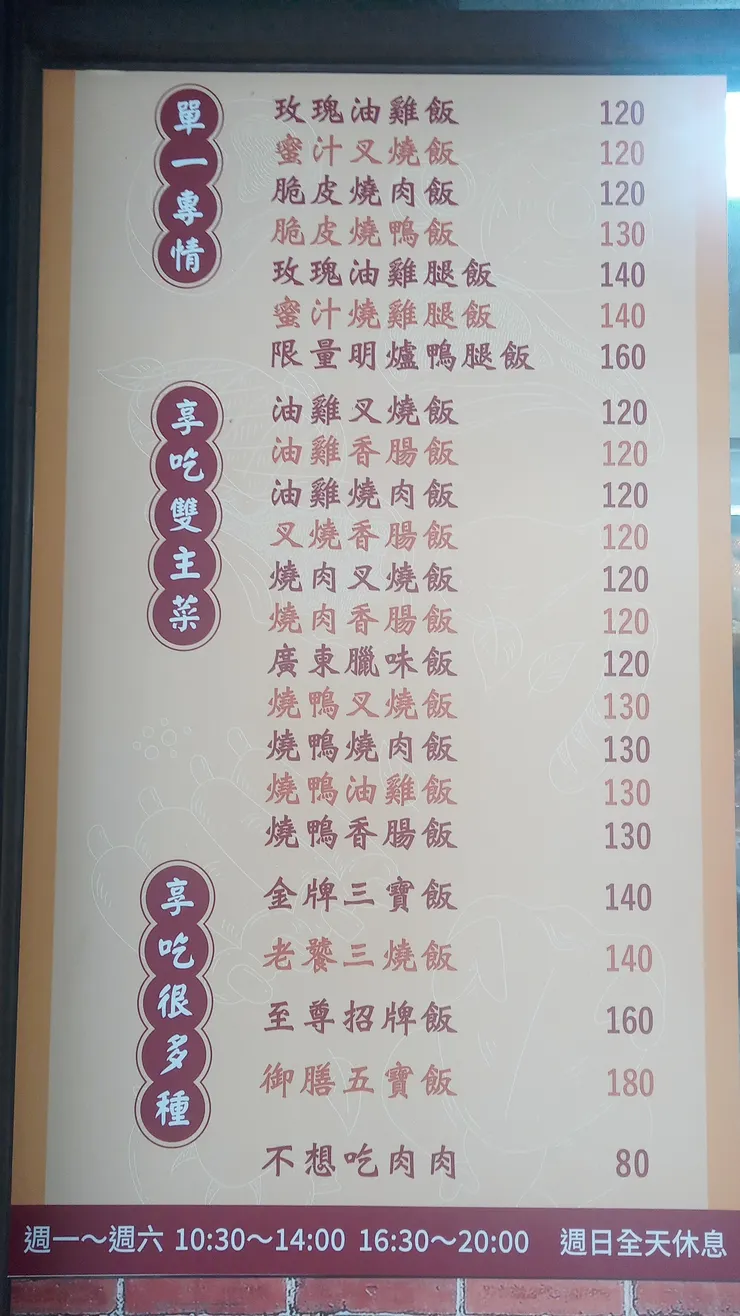 單一專情
玫瑰油雞飯 120
蜜汁叉燒飯 120
脆皮燒肉飯 120
脆皮燒鴨飯 130
玫瑰油雞腿飯 140
蜜汁燒雞腿飯 140
限量明爐鴨腿飯 160
享吃雙主菜
油雞叉燒飯 120
油雞香腸飯 120
油雞燒肉飯 120
叉燒香腸飯 120
燒肉叉燒飯 120
燒肉香腸飯 120
廣東臘味飯 120
燒鴨叉燒飯 130
燒鴨燒肉飯 130
燒鴨油雞飯 130
燒鴨香腸飯 130
享吃很多種
金牌三寶飯 140
老饕三燒飯 140
至尊招牌飯 160
御膳五寶飯 180
不想吃肉肉 80
週一～週六 10:30～14:00 16:30～20:00 週日全天休息